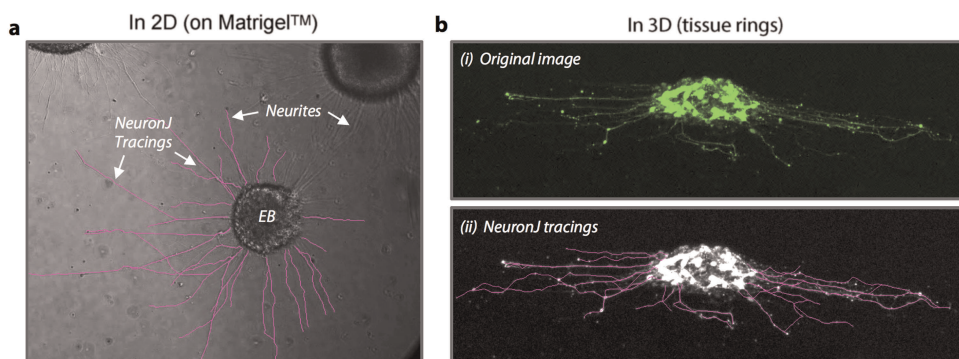 a
In 2D (on Matrigel™)
NeuronJ
Tracings
Neurites
EB
b
In 3D (tissue rings)
(i) Original image
(ii) NeuronJ tracings